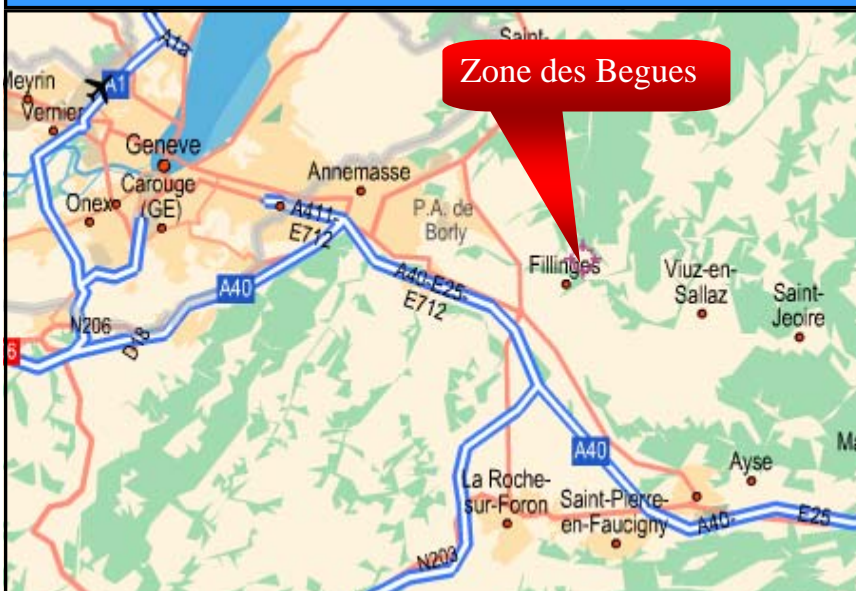 A1a
Saint-
Zone des Begues
Meyrin
A1
Vernier
Geneve
Annemasse
Carouge
(GE)
Onex
A411-
E712
P.A. de
Borly
Fillinges
Viuz-en-
Sallaz
Saint-
Jeoire
A40-E25-
E712
A40
N206
D18
6
A40
Ayse
La Roche-
sur-Foron
Saint-Pierre-
en-Faucigny
A40-
E25
N203